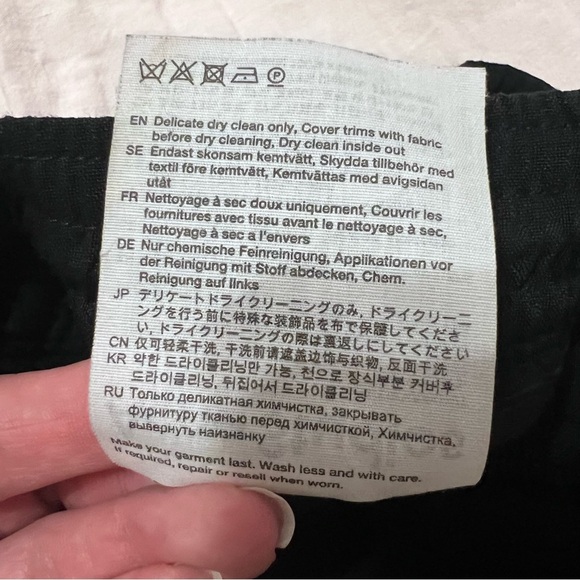 EN Delicate dry clean only, Cover trims with fabric
before dry cleaning, Dry clean inside out
SE Endast skonsam kemtvätt, Skydda tillbehör med
textil före kemtvätt, Kemtvättas med avigsidan
utåt
FR Nettoyage à sec doux uniquement, Couvrir les
fournitures avec tissu avant le nettoyage à sec,
Nettoyage à sec a l'envers
DE Nur chemische Feinreinigung, Applikationen vor
der Reinigung mit Stoff abdecken, Chem.
Reinigung auf links
JP デリケートドライクリーニングのみ, ドライクリーニ
ングを行う前に特殊な装飾品を布で保護してくださ
い, ドライクリーニングの際は裏返しにしてください
CN 仅可轻柔干洗, 干洗前请遮盖边饰与织物, 反面干洗
KR 약한 드라이클리닝만 가능, 천으로 장식부분 커버후
드라이클리닝, 뒤집어서 드라이클리닝
RU Только деликатная химчистка, закрывать
фурнитуру тканью перед химчисткой, Химчистка,
вывернуть наизнанку
Make your garment last. Wash less and with care.
If required, repair or resell when worn.